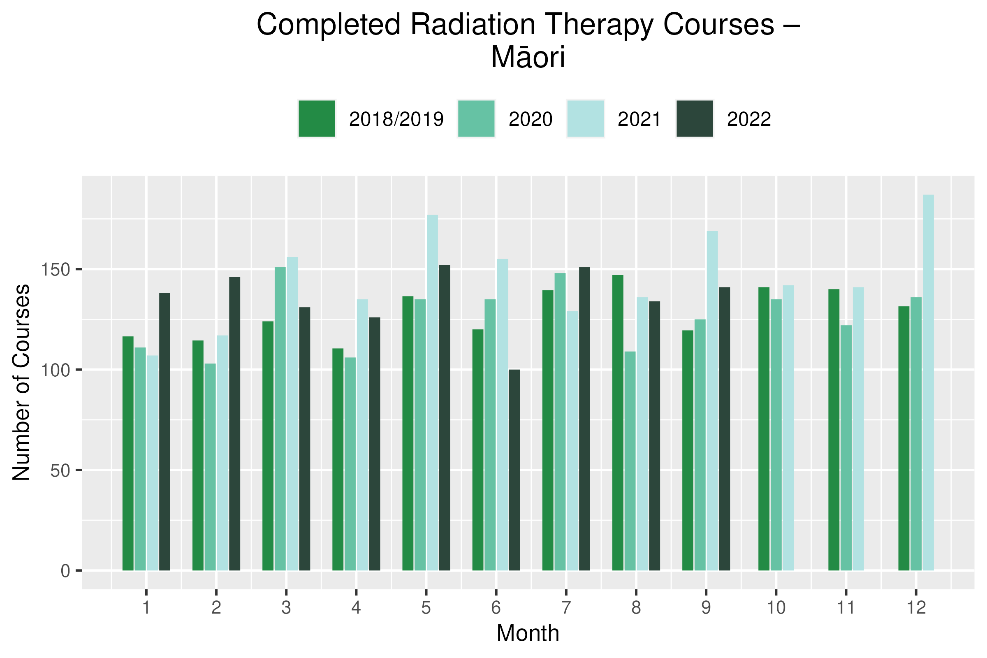 Completed Radiation Therapy Courses –
Māori
2018/2019 2020 2021 2022
Number of Courses
150
100
50
0
1 2 3 4 5 6 7 8 9 10 11 12
Month